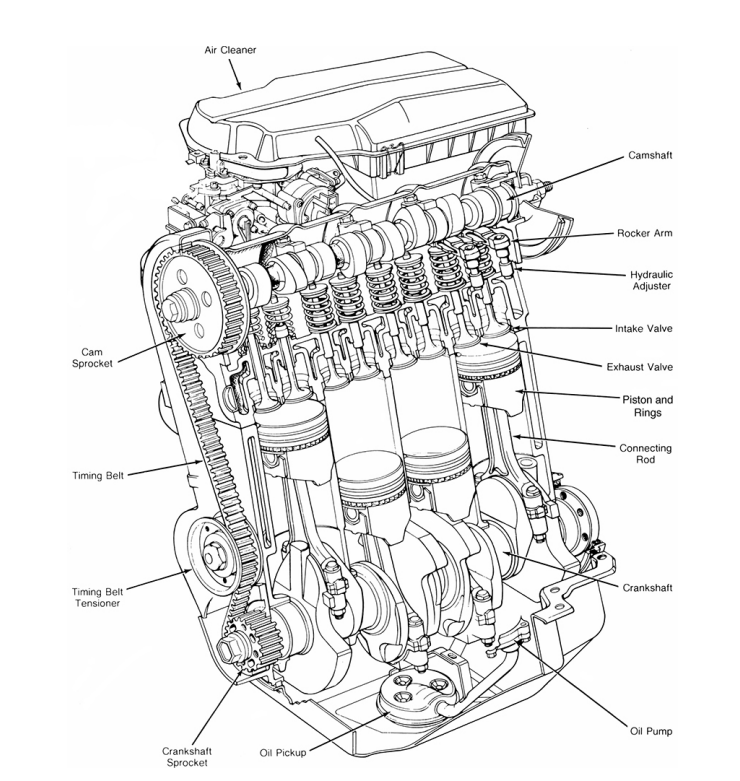 Air Cleaner
Camshaft
Rocker Arm
Hydraulic
Adjuster
Intake Valve
Cam
Sprocket
Exhaust Valve
Piston and
Rings
Connecting
Rod
Timing Belt
Timing Belt
Tensioner
Crankshaft
Oil Pump
Crankshaft
Sprocket
Oil Pickup